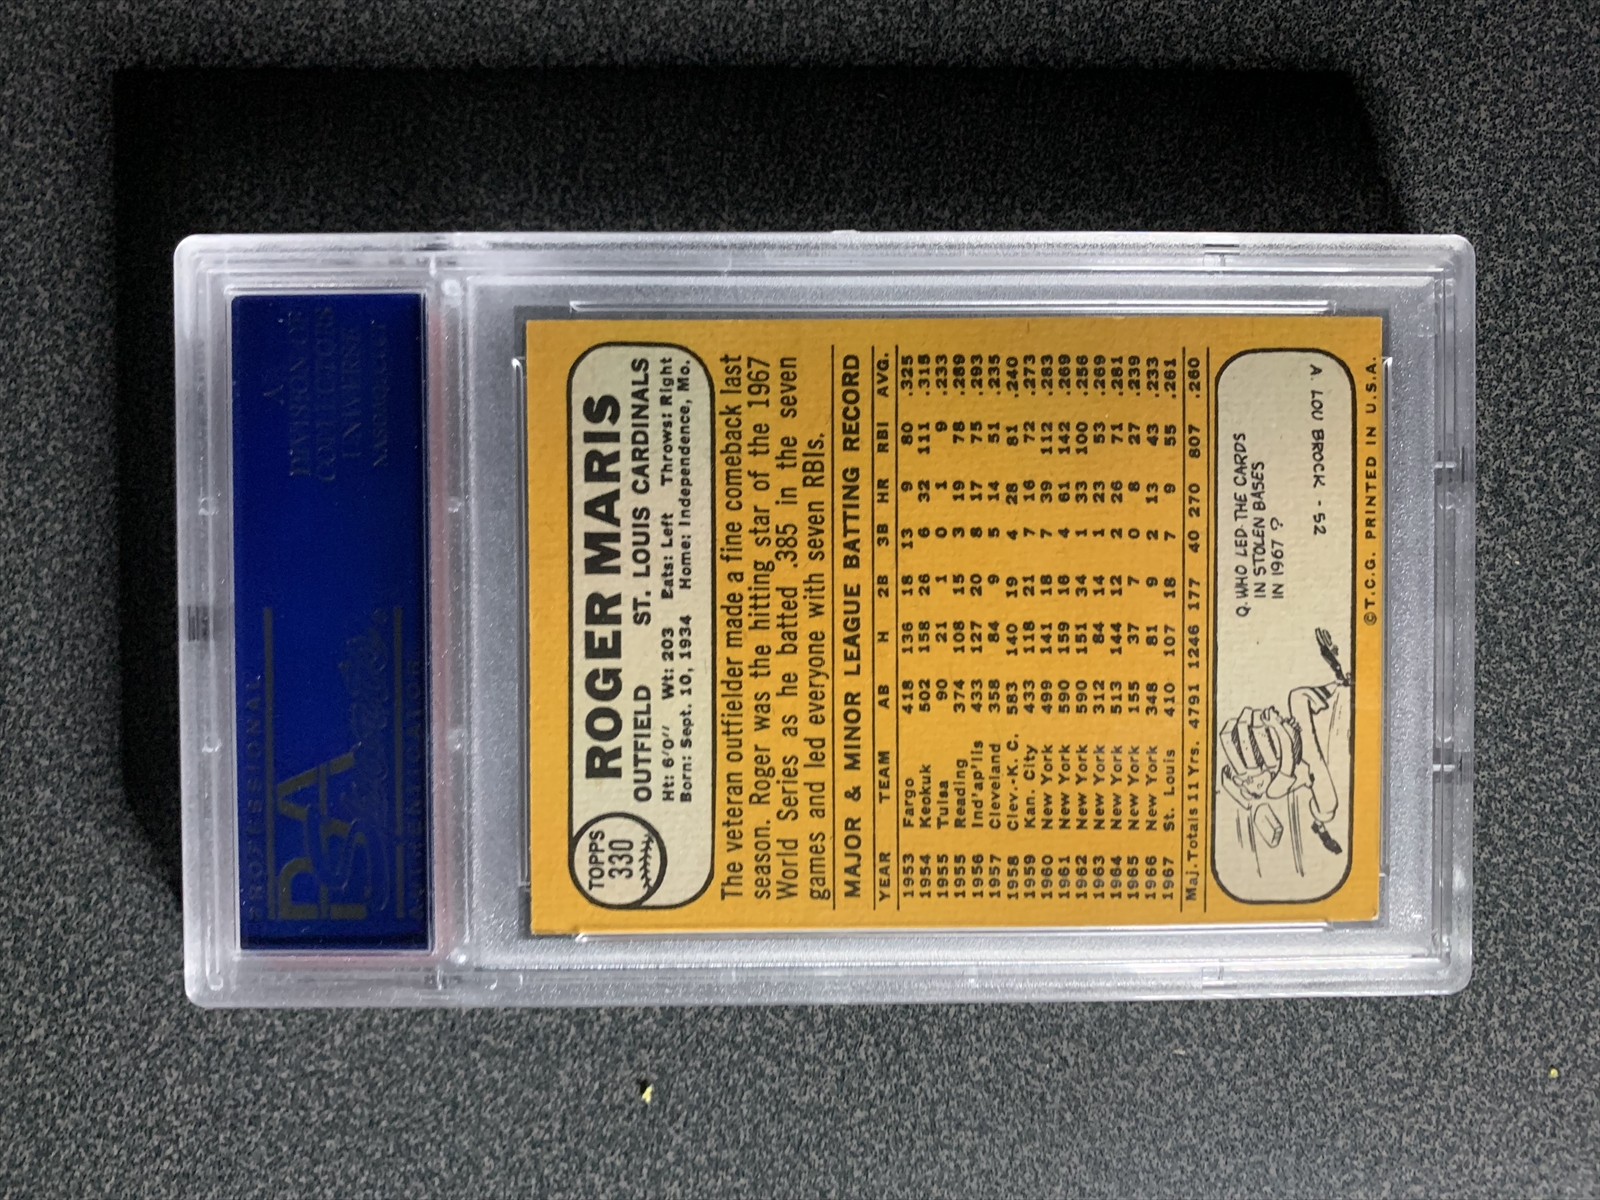 A
DIVISION OF
COLLECTORS
UNIVERSE
NASDAQ: CLCT
PROFESSIONAL
PSA
AUTHENTICATION
TOPPS
330
ROGER MARIS
OUTFIELD ST. LOUIS CARDINALS
Ht: 6'0" Wt: 203 Bats: Left Throws: Right
Born: Sept. 10, 1934 Home: Independence, Mo.
The veteran outfielder made a fine comeback last
season. Roger was the hitting star of the 1967
World Series as he batted .385 in the seven
games and led everyone with seven RBIs.
MAJOR & MINOR LEAGUE BATTING RECORD
YEAR TEAM AB H 2B 3B HR RBI AVG.
1953 Fargo 418 136 18 13 9 80 .325
1954 Keokuk 502 158 26 6 32 111 .315
1955 Tulsa 90 21 1 0 1 9 .233
1955 Reading 374 108 15 3 19 78 .289
1956 Ind'ap'lis 433 127 20 8 17 75 .293
1957 Cleveland 358 84 9 5 14 51 .235
1958 Clev.-K. C. 583 140 19 4 28 81 .240
1959 Kan. City 433 118 21 7 16 72 .273
1960 New York 499 141 18 7 39 112 .283
1961 New York 590 159 16 4 61 142 .269
1962 New York 590 151 34 1 33 100 .256
1963 New York 312 84 14 1 23 53 .269
1964 New York 513 144 12 2 26 71 .281
1965 New York 155 37 7 0 8 27 .239
1966 New York 348 81 9 2 13 43 .233
1967 St. Louis 410 107 18 7 9 55 .261
Maj. Totals 11 Yrs. 4791 1246 177 40 270 807 .260
Q. WHO LED THE CARDS
IN STOLEN BASES
IN 1967 ?
A. LOU BROCK - 52
© T.C.G. PRINTED IN U.S.A.